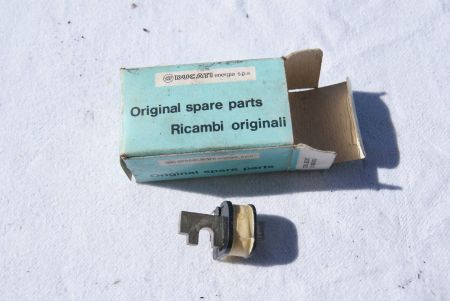 DUCATI energia s.p.a.
Original spare parts
Ricambi originali
Original spare parts